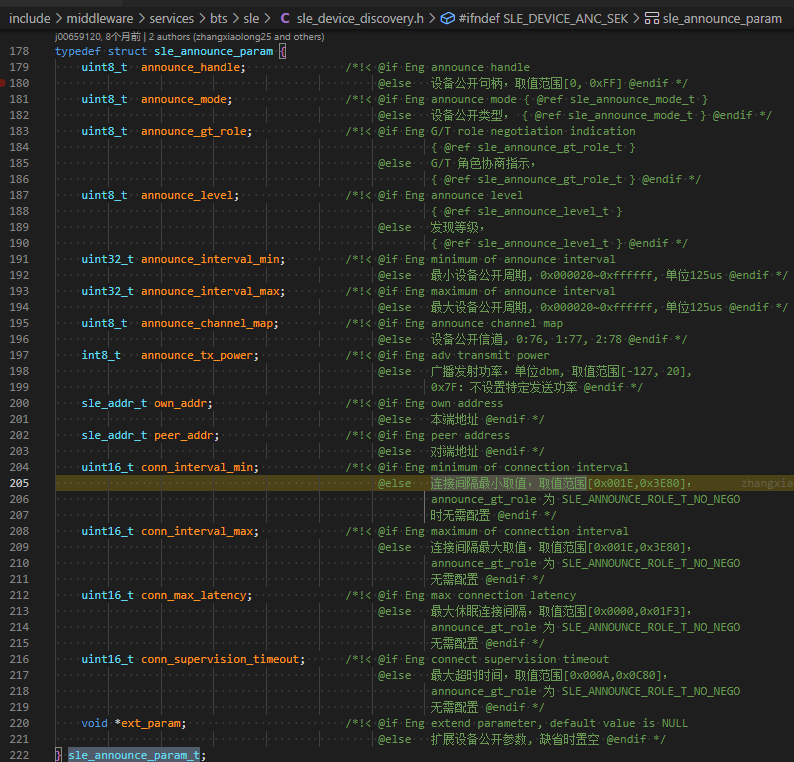 include > middleware > services > bts > sle > C sle_device_discovery.h > #ifndef SLE_DEVICE_ANC_SEK > sle_announce_param
j00659120, 8个月前 | 2 authors (zhangxiaolong25 and others)
178 typedef struct sle_announce_param {
179 uint8_t announce_handle; /*!< @if Eng announce handle
180 @else 设备公开句柄，取值范围[0, 0xFF] @endif */
181 uint8_t announce_mode; /*!< @if Eng announce mode { @ref sle_announce_mode_t }
182 @else 设备公开类型， { @ref sle_announce_mode_t } @endif */
183 uint8_t announce_gt_role; /*!< @if Eng G/T role negotiation indication
184 { @ref sle_announce_gt_role_t }
185 @else G/T 角色协商指示，
186 { @ref sle_announce_gt_role_t } @endif */
187 uint8_t announce_level; /*!< @if Eng announce level
188 { @ref sle_announce_level_t }
189 @else 发现等级，
190 { @ref sle_announce_level_t } @endif */
191 uint32_t announce_interval_min; /*!< @if Eng minimum of announce interval
192 @else 最小设备公开周期, 0x000020~0xffffff, 单位125us @endif */
193 uint32_t announce_interval_max; /*!< @if Eng maximum of announce interval
194 @else 最大设备公开周期, 0x000020~0xffffff, 单位125us @endif */
195 uint8_t announce_channel_map; /*!< @if Eng announce channel map
196 @else 设备公开信道, 0:76, 1:77, 2:78 @endif */
197 int8_t announce_tx_power; /*!< @if Eng adv transmit power
198 @else 广播发射功率，单位dbm, 取值范围[-127, 20],
199 0x7F: 不设置特定发送功率 @endif */
200 sle_addr_t own_addr; /*!< @if Eng own address
201 @else 本端地址 @endif */
202 sle_addr_t peer_addr; /*!< @if Eng peer address
203 @else 对端地址 @endif */
204 uint16_t conn_interval_min; /*!< @if Eng minimum of connection interval
205 @else 连接间隔最小取值，取值范围[0x001E,0x3E80]， zhangxia
206 announce_gt_role 为 SLE_ANNOUNCE_ROLE_T_NO_NEGO
207 时无需配置 @endif */
208 uint16_t conn_interval_max; /*!< @if Eng maximum of connection interval
209 @else 连接间隔最大取值，取值范围[0x001E,0x3E80]，
210 announce_gt_role 为 SLE_ANNOUNCE_ROLE_T_NO_NEGO
211 无需配置 @endif */
212 uint16_t conn_max_latency; /*!< @if Eng max connection latency
213 @else 最大休眠连接间隔，取值范围[0x0000,0x01F3]，
214 announce_gt_role 为 SLE_ANNOUNCE_ROLE_T_NO_NEGO
215 无需配置 @endif */
216 uint16_t conn_supervision_timeout; /*!< @if Eng connect supervision timeout
217 @else 最大超时时间，取值范围[0x000A,0x0C80]，
218 announce_gt_role 为 SLE_ANNOUNCE_ROLE_T_NO_NEGO
219 无需配置 @endif */
220 void *ext_param; /*!< @if Eng extend parameter, default value is NULL
221 @else 扩展设备公开参数, 缺省时置空 @endif */
222 } sle_announce_param_t;